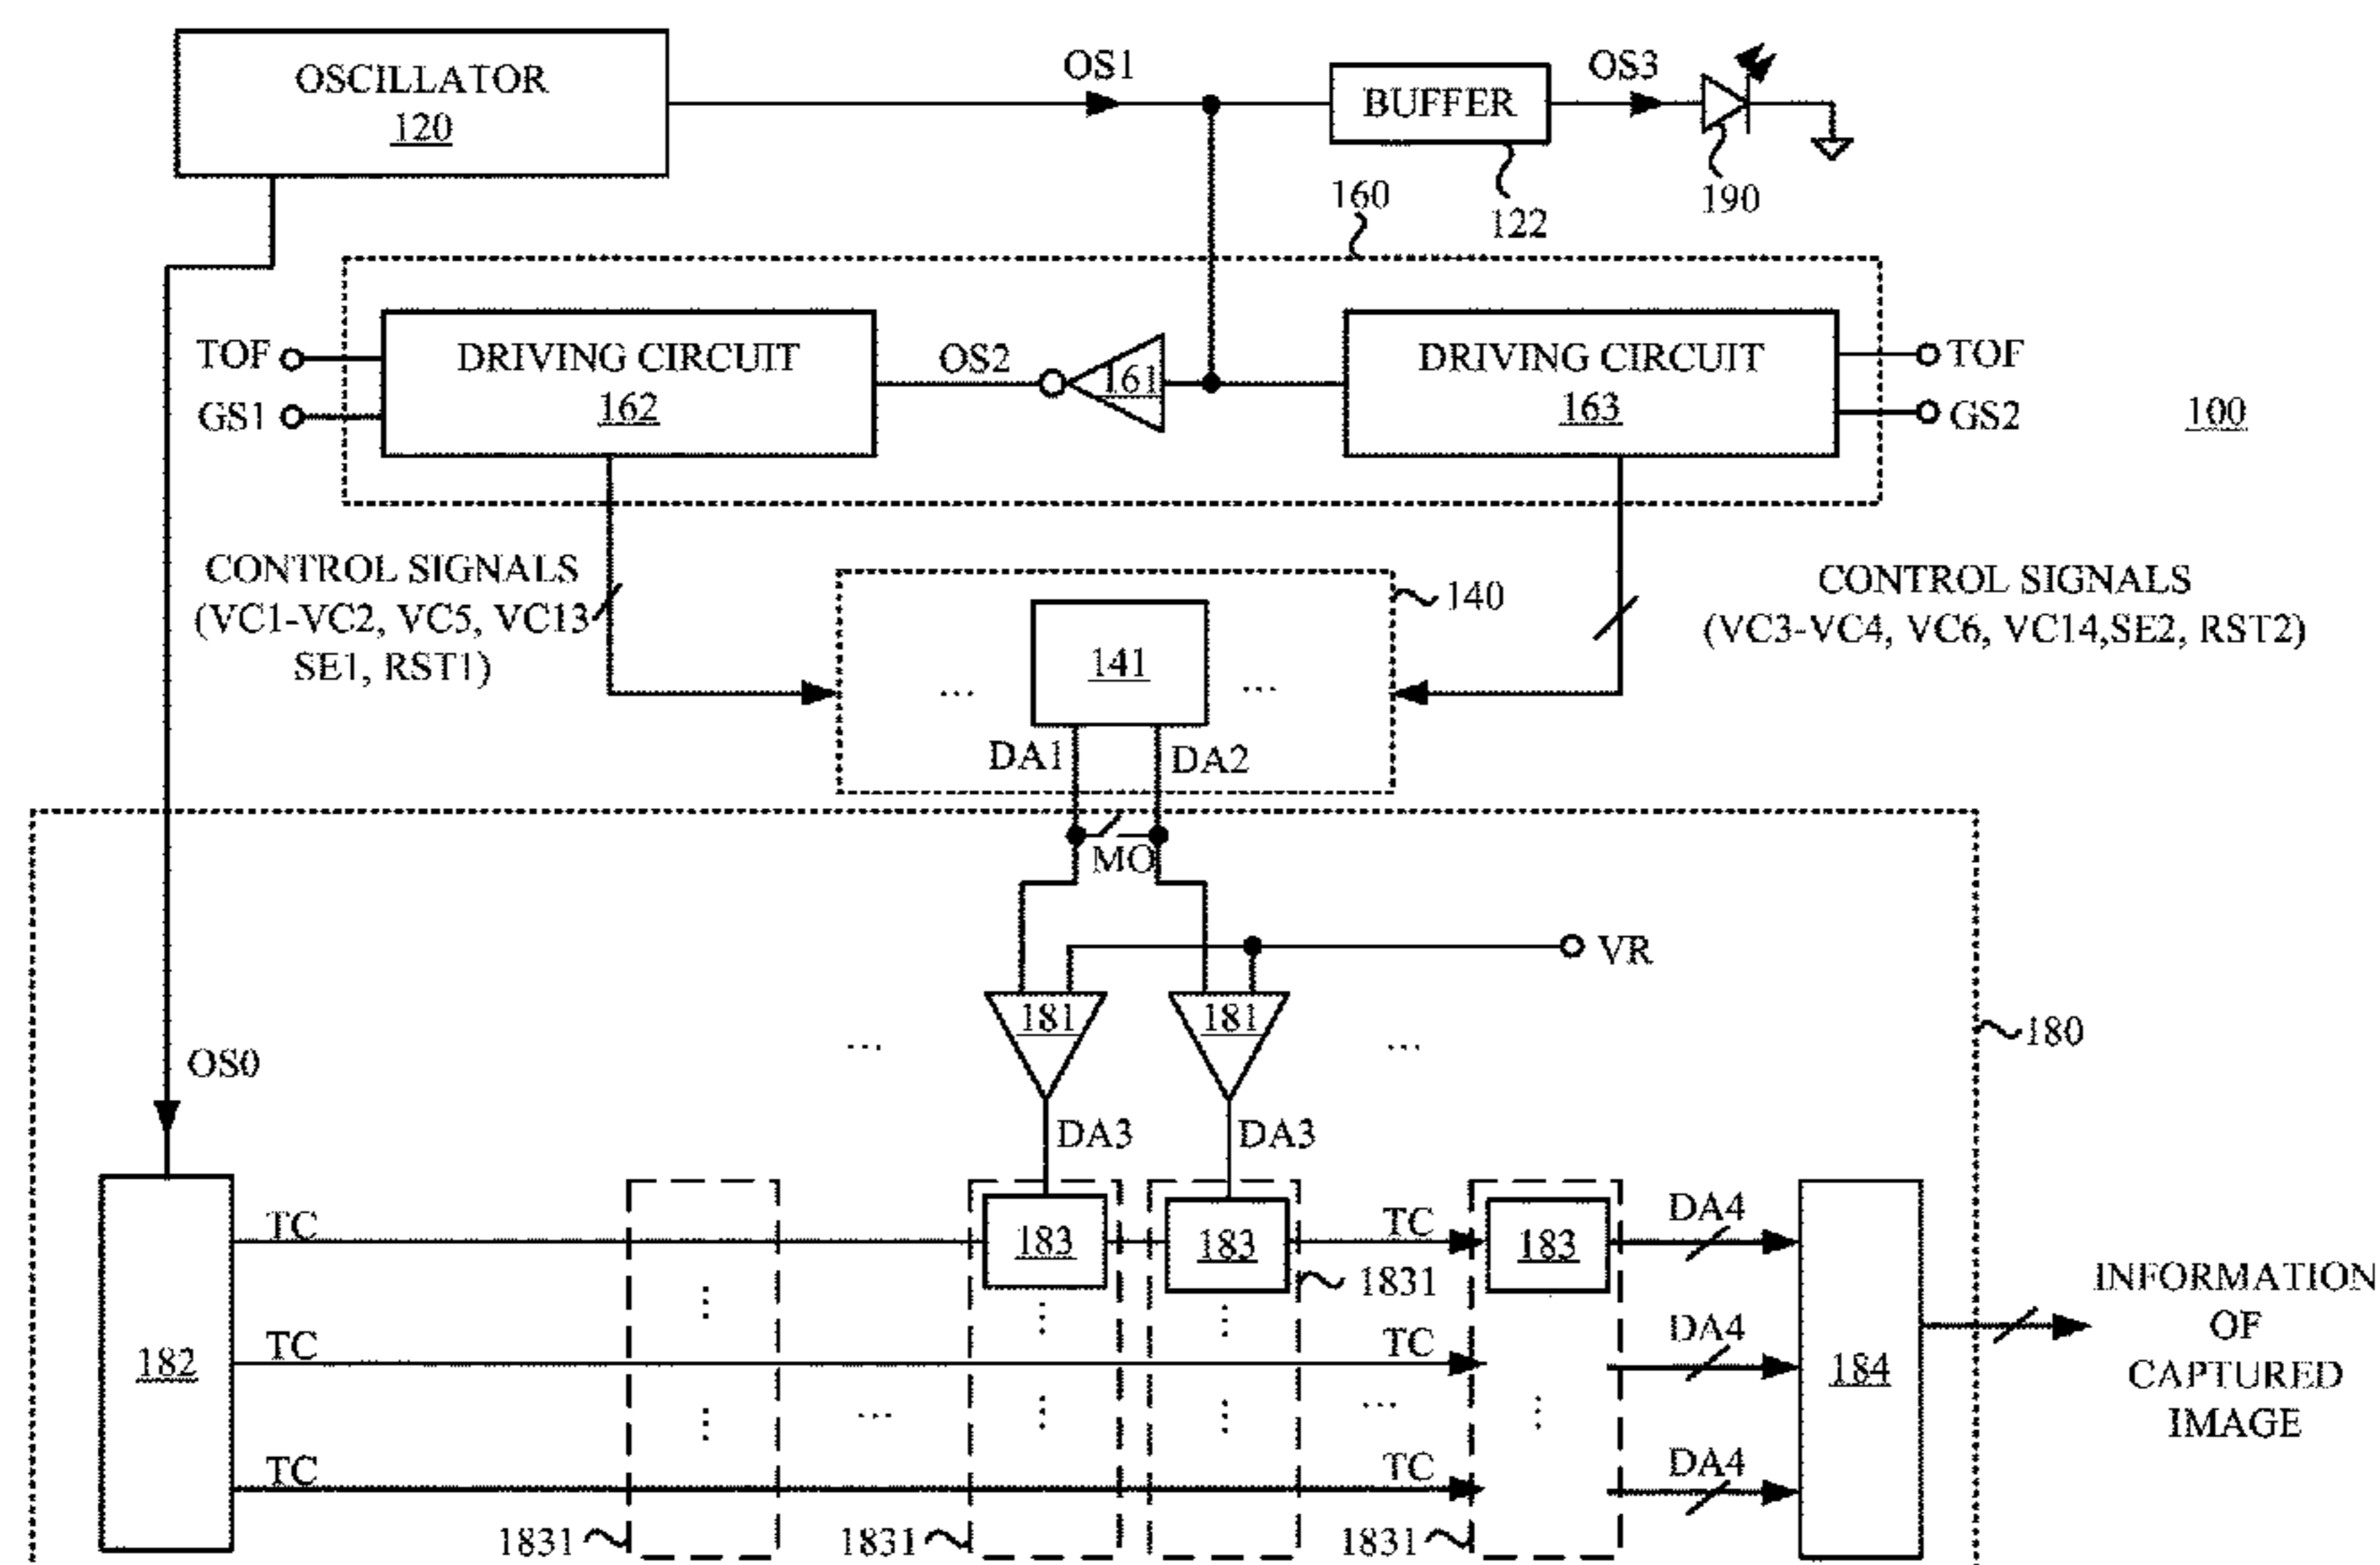 OSCILLATOR
120
OS1
BUFFER
OS3
190
122
160
TOF
GS1
DRIVING CIRCUIT
162
OS2
161
DRIVING CIRCUIT
163
TOF
GS2
100
CONTROL SIGNALS
(VC1-VC2, VC5, VC13
SE1, RST1)
140
141
CONTROL SIGNALS
(VC3-VC4, VC6, VC14,SE2, RST2)
... ...
DA1
DA2
MO
VR
181
181
... ...
180
OS0
DA3
DA3
TC
183
183
TC
183
DA4
1831
182
TC
TC
DA4
184
INFORMATION
OF
CAPTURED
IMAGE
... ...
TC
TC
DA4
1831
1831
1831